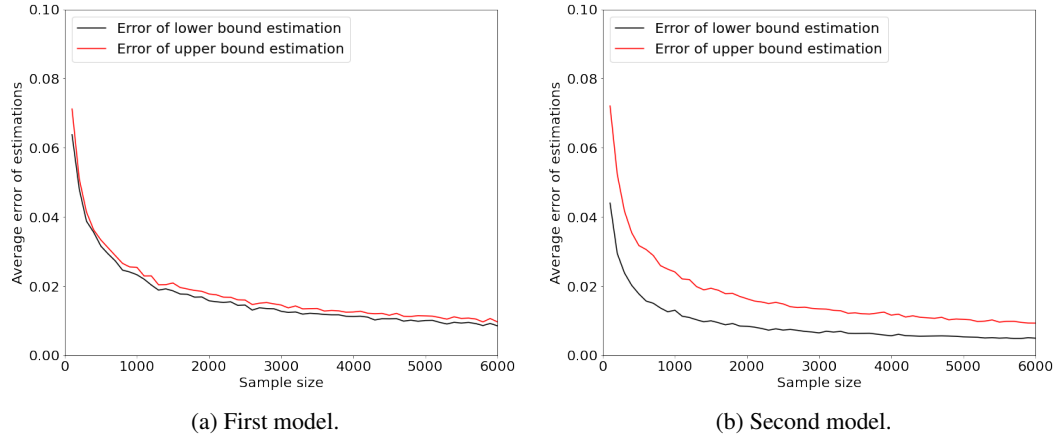 0.10
0.08
0.06
0.04
0.02
0.00
Average error of estimations
Error of lower bound estimation
Error of upper bound estimation
0 1000 2000 3000 4000 5000 6000
Sample size
(a) First model.
0.10
0.08
0.06
0.04
0.02
0.00
Average error of estimations
Error of lower bound estimation
Error of upper bound estimation
0 1000 2000 3000 4000 5000 6000
Sample size
(b) Second model.